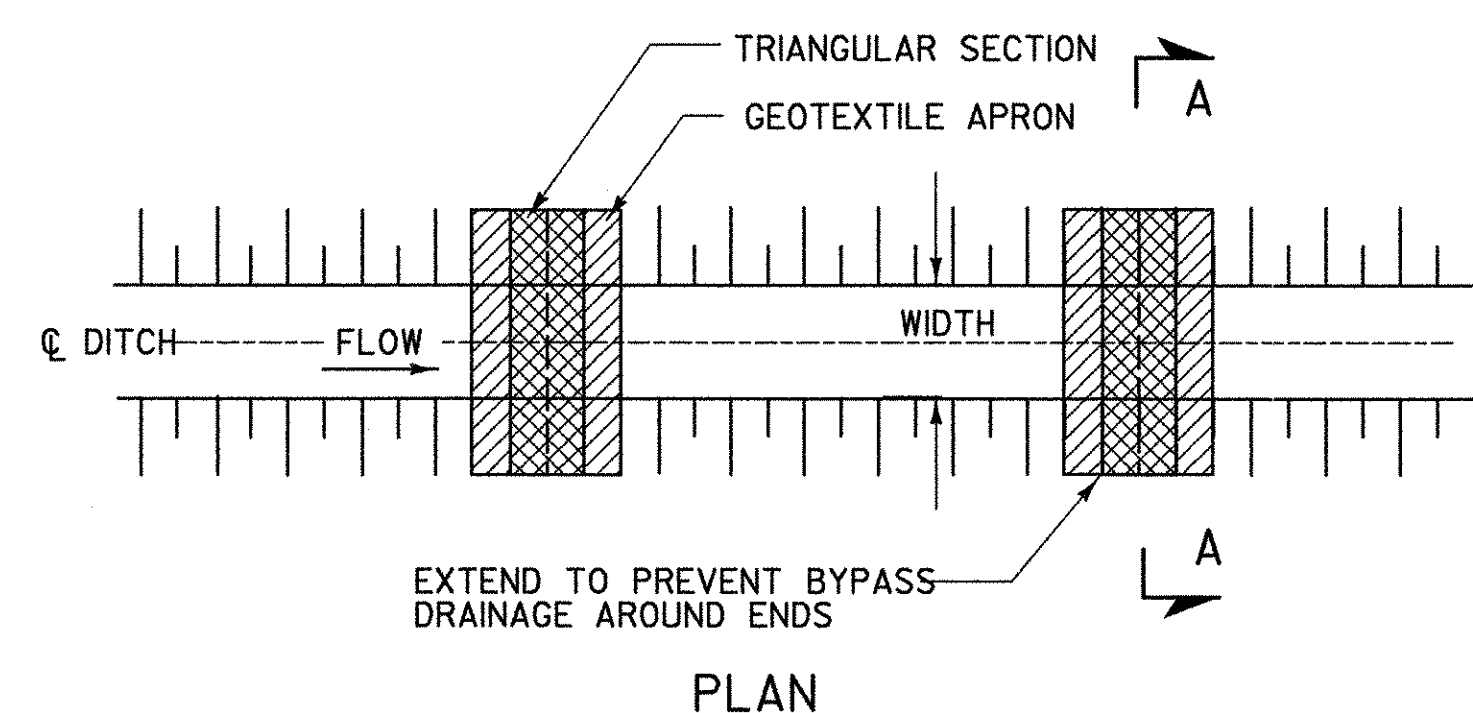 TRIANGULAR SECTION
A
GEOTEXTILE APRON
WIDTH
℄ DITCH
FLOW
A
EXTEND TO PREVENT BYPASS
DRAINAGE AROUND ENDS
PLAN